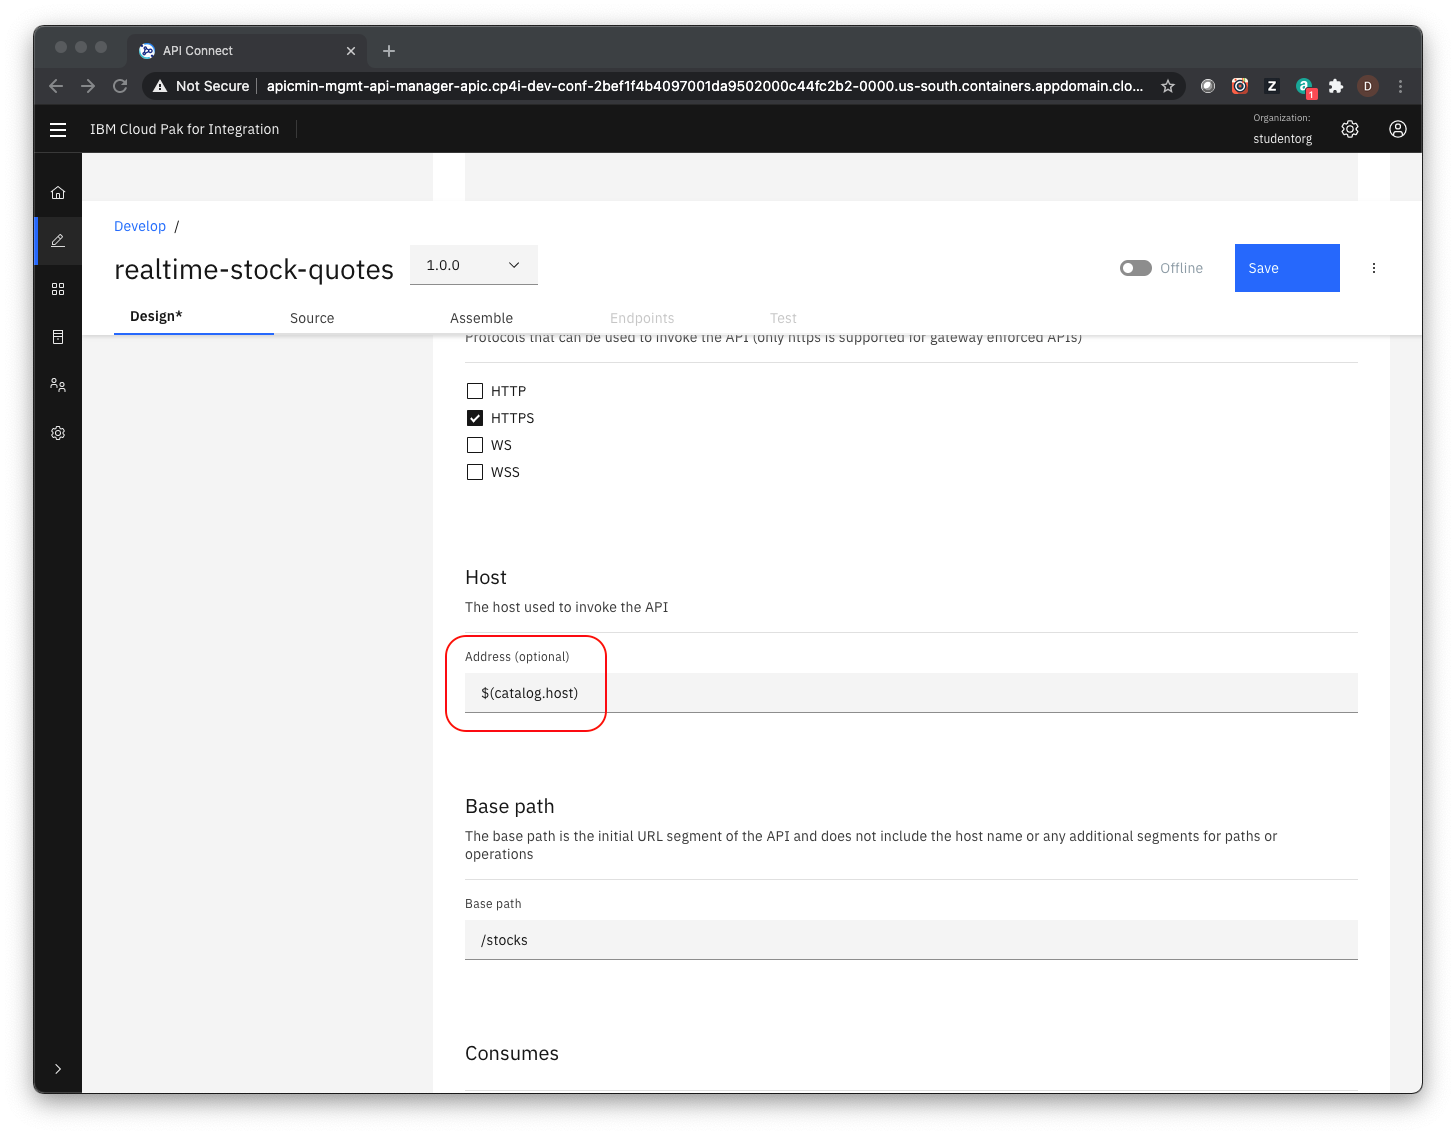 API Connect
Not Secure
apicmin-mgmt-api-manager-apic.cp4i-dev-conf-2bef1f4b4097001da9502000c44fc2b2-0000.us-south.containers.appdomain.clo...
Z
a
1
D
IBM Cloud Pak for Integration
Organization:
studentorg
Develop /
realtime-stock-quotes
1.0.0
Offline
Save
Design*
Source
Assemble
Endpoints
Test
Protocols that can be used to invoke the API (only https is supported for gateway enforced APIs)
HTTP
HTTPS
WS
WSS
Host
The host used to invoke the API
Address (optional)
$(catalog.host)
Base path
The base path is the initial URL segment of the API and does not include the host name or any additional segments for paths or
operations
Base path
/stocks
Consumes